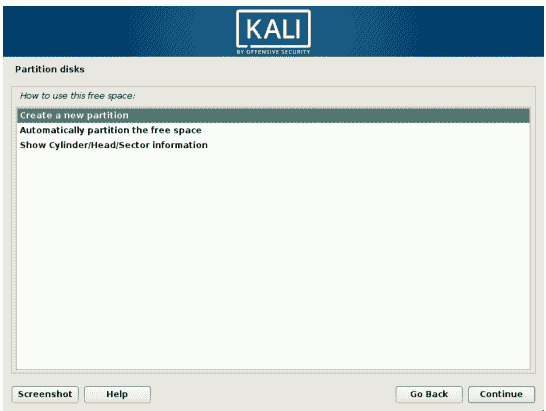 KALI
BY OFFENSIVE SECURITY
Partition disks
How to use this free space:
Create a new partition
Automatically partition the free space
Show Cylinder/Head/Sector information
Screenshot
Help
Go Back
Continue